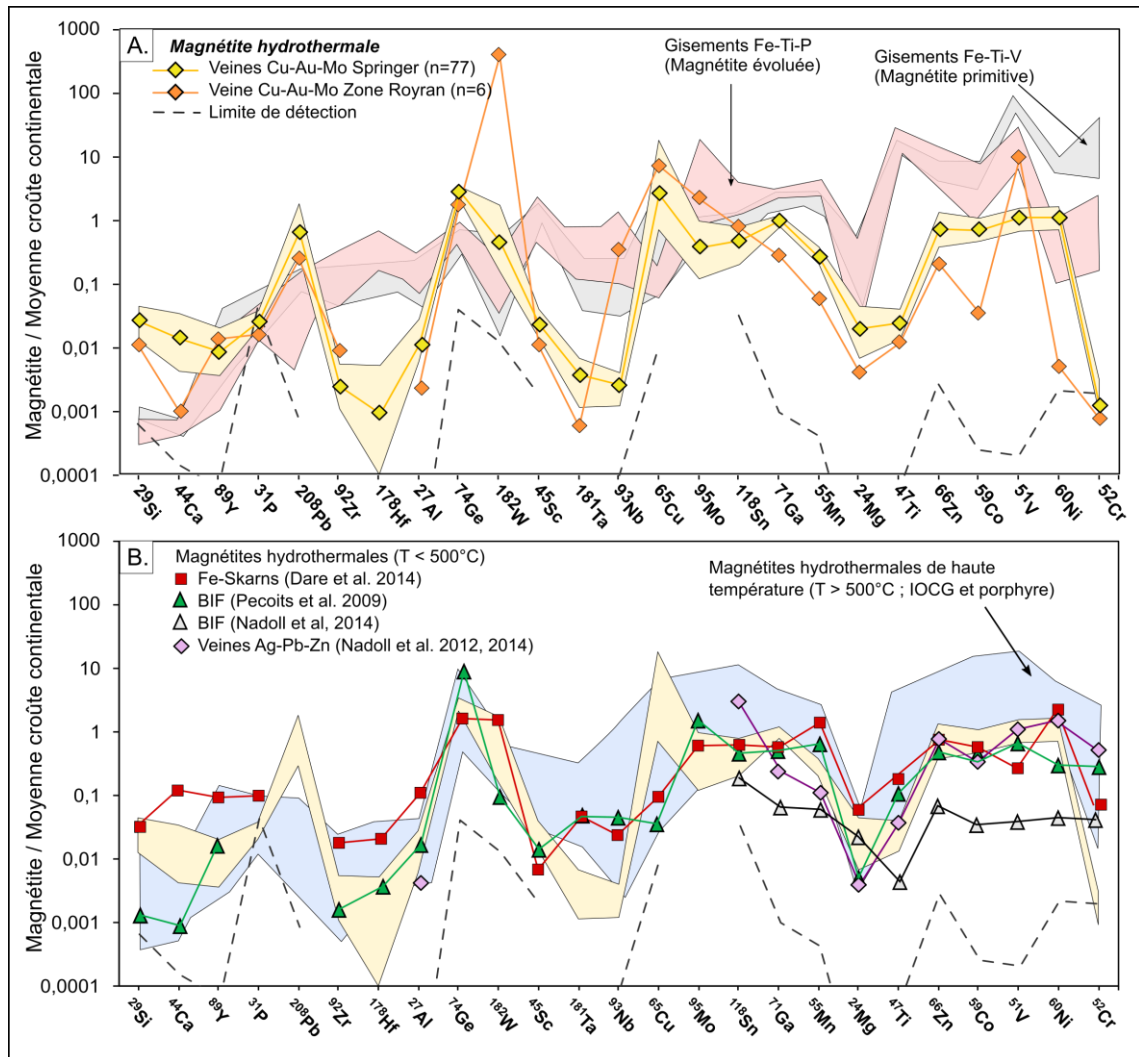 A.
Magnétite hydrothermale
Veines Cu-Au-Mo Springer (n=77)
Veine Cu-Au-Mo Zone Royran (n=6)
Limite de détection
Gisements Fe-Ti-P
(Magnétite évoluée)
Gisements Fe-Ti-V
(Magnétite primitive)
Magnétite / Moyenne croûte continentale
1000
100
10
1
0,1
0,01
0,001
0,0001
²⁹Si
⁴⁴Ca
⁸⁹Y
³¹P
²⁰⁸Pb
⁹²Zr
¹⁷⁸Hf
²⁷Al
⁷⁴Ge
¹⁸²W
⁴⁵Sc
¹⁸¹Ta
⁹³Nb
⁶⁵Cu
⁹⁵Mo
¹¹⁸Sn
⁷¹Ga
⁵⁵Mn
²⁴Mg
⁴⁷Ti
⁶⁶Zn
⁵⁹Co
⁵¹V
⁶⁰Ni
⁵²Cr
B.
Magnétites hydrothermales (T < 500°C)
Fe-Skarns (Dare et al. 2014)
BIF (Pecoits et al. 2009)
BIF (Nadoll et al, 2014)
Veines Ag-Pb-Zn (Nadoll et al. 2012, 2014)
Magnétites hydrothermales de haute
température (T > 500°C ; IOCG et porphyre)
Magnétite / Moyenne croûte continentale
1000
100
10
1
0,1
0,01
0,001
0,0001
²⁹Si
⁴⁴Ca
⁸⁹Y
³¹P
²⁰⁸Pb
⁹²Zr
¹⁷⁸Hf
²⁷Al
⁷⁴Ge
¹⁸²W
⁴⁵Sc
¹⁸¹Ta
⁹³Nb
⁶⁵Cu
⁹⁵Mo
¹¹⁸Sn
⁷¹Ga
⁵⁵Mn
²⁴Mg
⁴⁷Ti
⁶⁶Zn
⁵⁹Co
⁵¹V
⁶⁰Ni
⁵²Cr